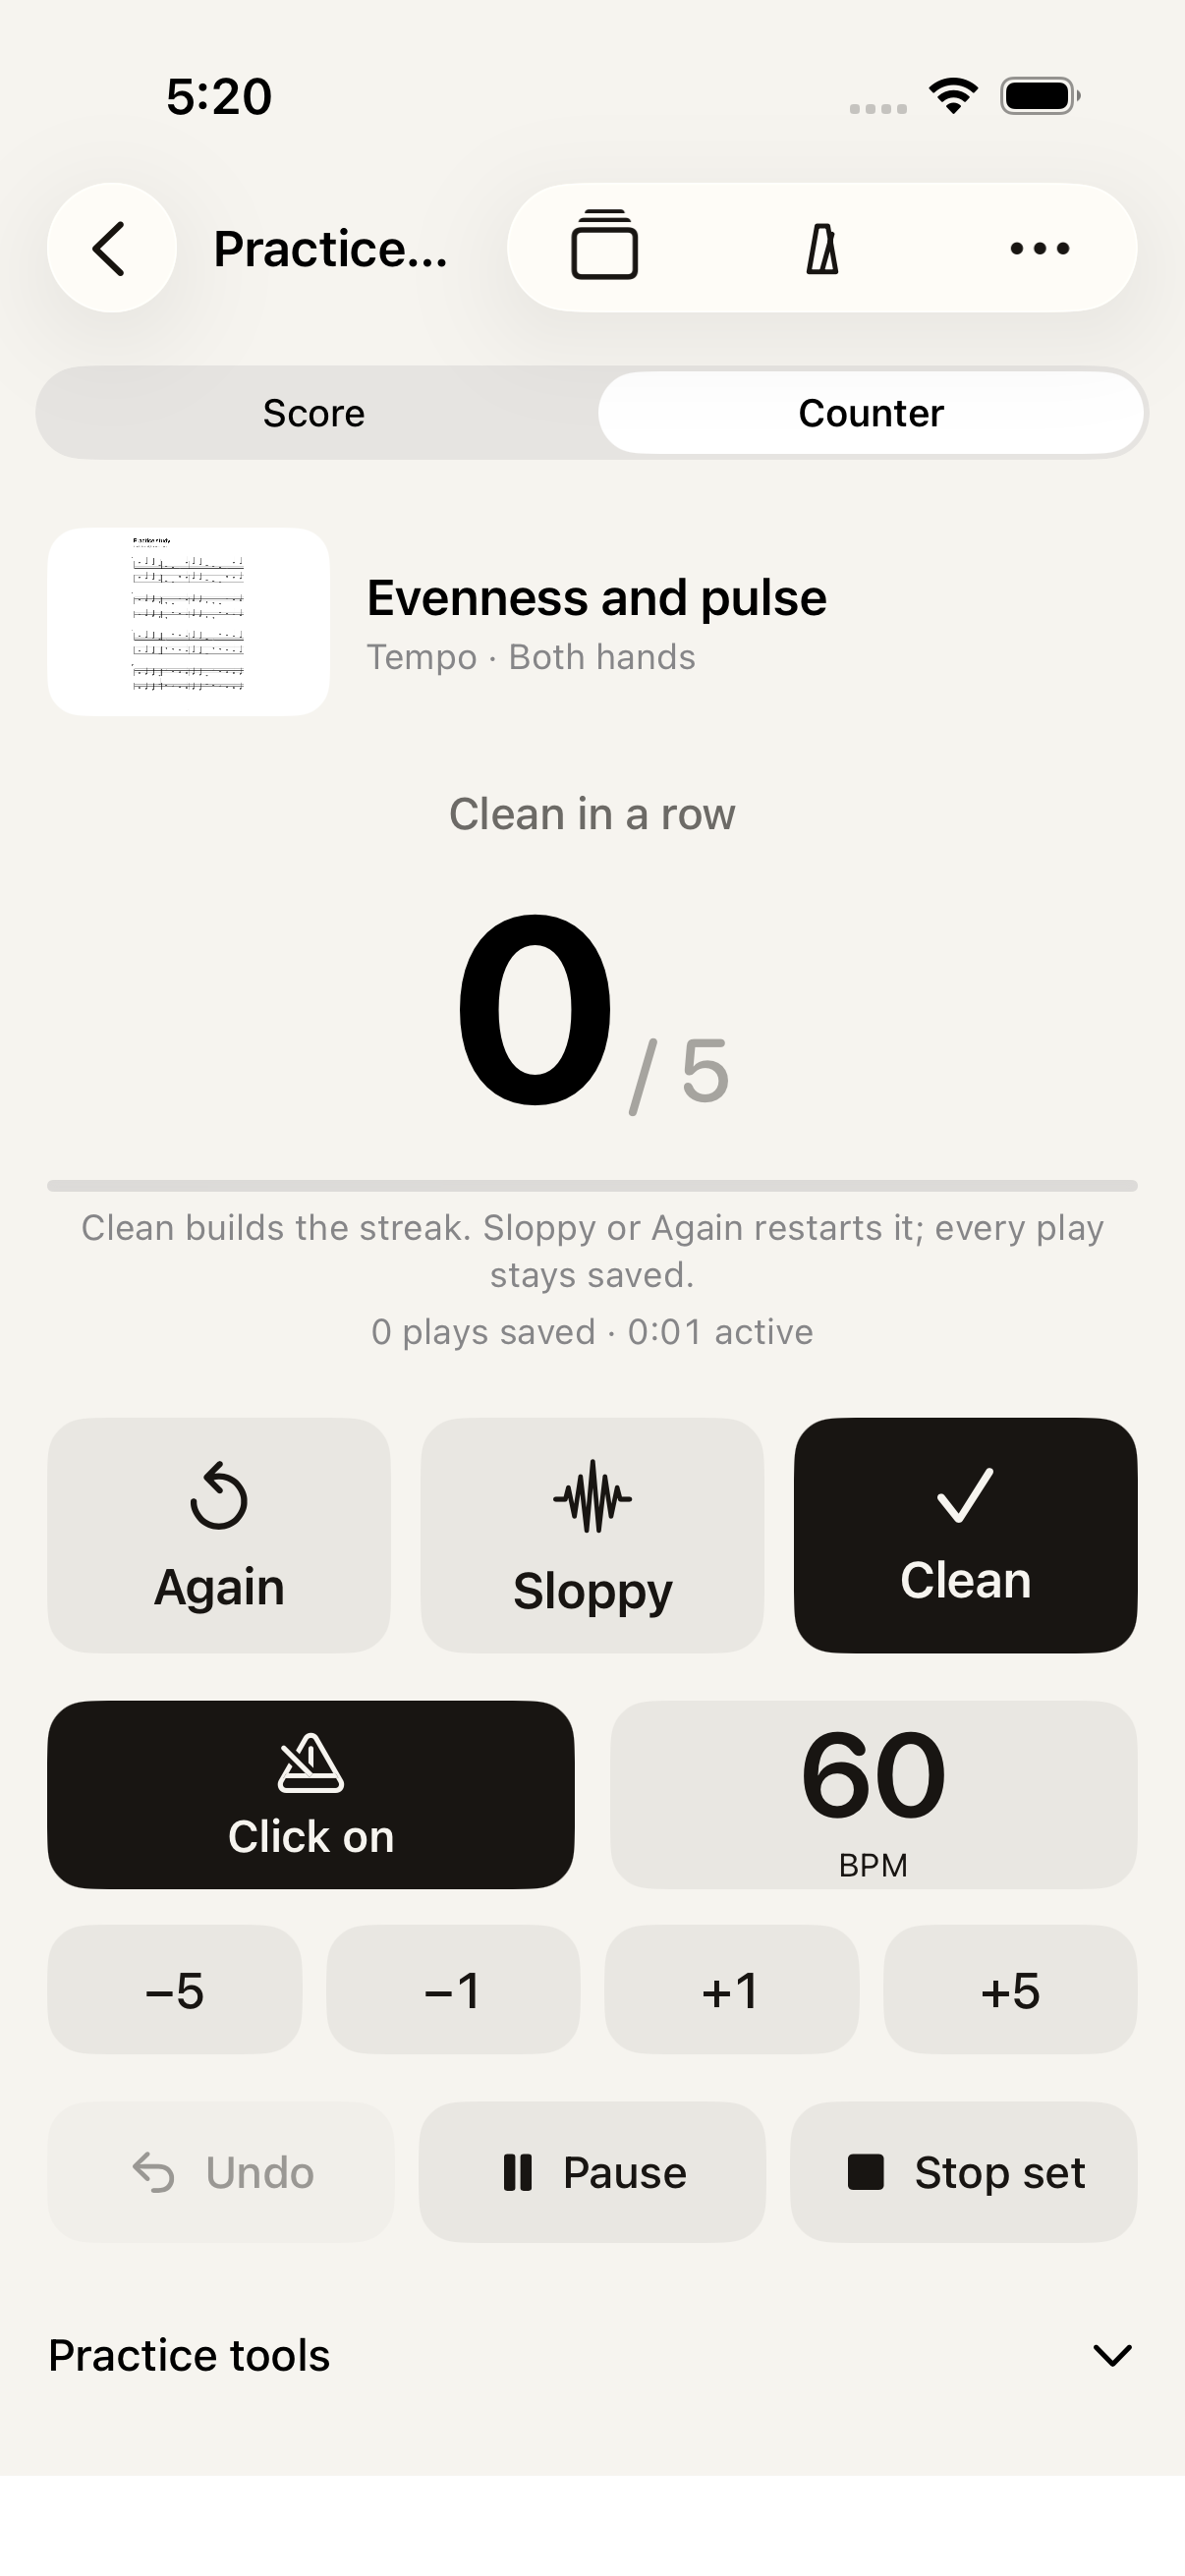 5:20
Practice...
Score
Counter
Evenness and pulse
Tempo · Both hands
Clean in a row
0 / 5
Clean builds the streak. Sloppy or Again restarts it; every play
stays saved.
0 plays saved · 0:01 active
Again
Sloppy
Clean
Click on
60
BPM
−5
−1
+1
+5
Undo
Pause
Stop set
Practice tools